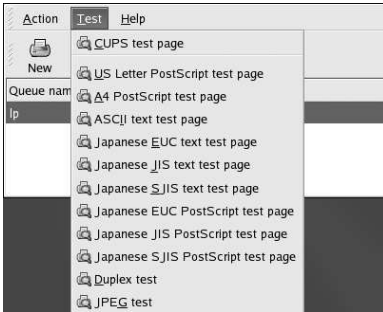 Action Test Help
New
CUPS test page
US Letter PostScript test page
A4 PostScript test page
ASCII text test page
Japanese EUC text test page
Japanese JIS text test page
Japanese SJIS text test page
Japanese EUC PostScript test page
Japanese JIS PostScript test page
Japanese SJIS PostScript test page
Duplex test
JPEG test
Queue nam
lp